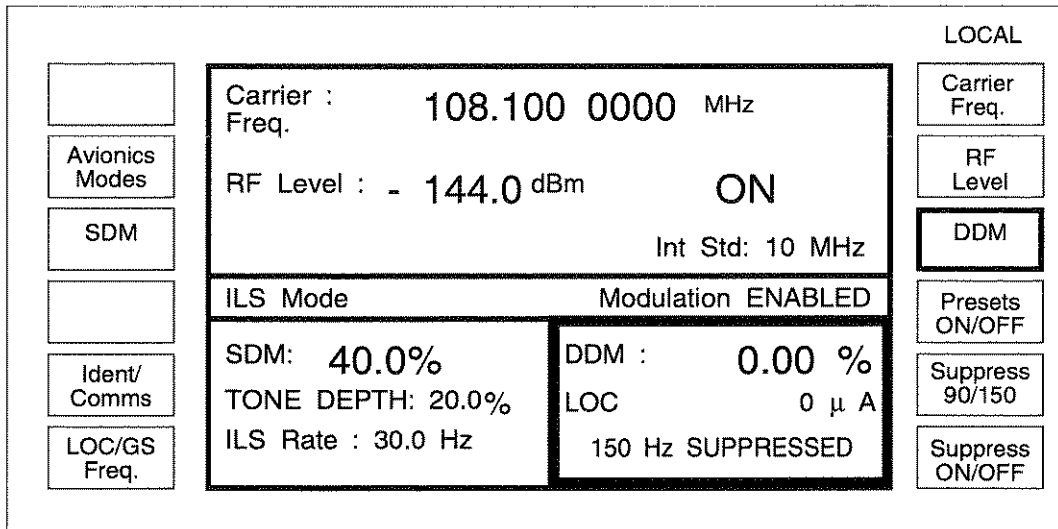 LOCAL
Avionics
Modes
SDM
Ident/
Comms
LOC/GS
Freq.
Carrier :
Freq.
108.100 0000 MHz
RF Level : - 144.0 dBm ON
Int Std: 10 MHz
ILS Mode Modulation ENABLED
SDM: 40.0%
TONE DEPTH: 20.0%
ILS Rate : 30.0 Hz
DDM : 0.00 %
LOC 0 μ A
150 Hz SUPPRESSED
Carrier
Freq.
RF
Level
DDM
Presets
ON/OFF
Suppress
90/150
Suppress
ON/OFF